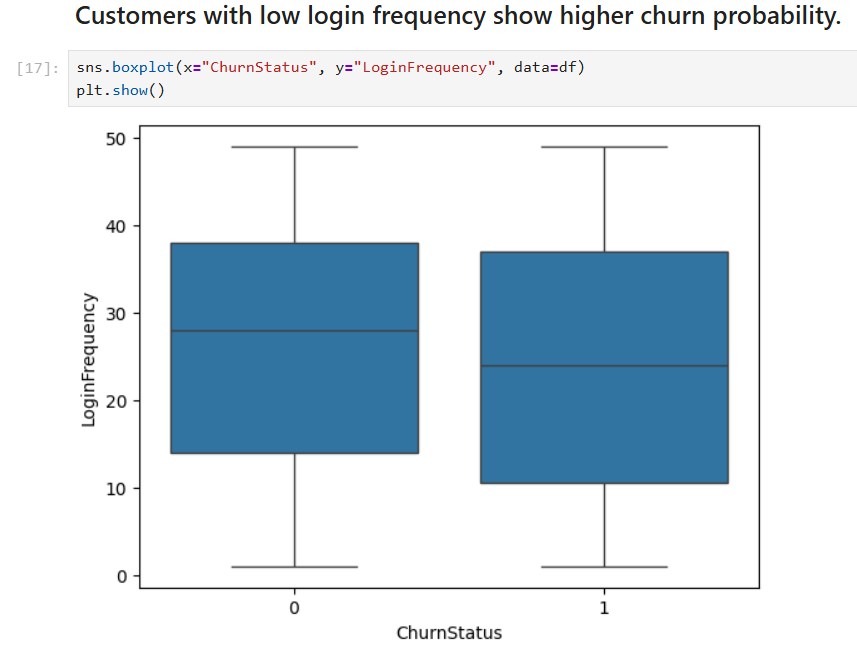 Customers with low login frequency show higher churn probability.
[17]: sns.boxplot(x="ChurnStatus", y="LoginFrequency", data=df)
plt.show()
50
40
30
20
10
0
LoginFrequency
0 1
ChurnStatus